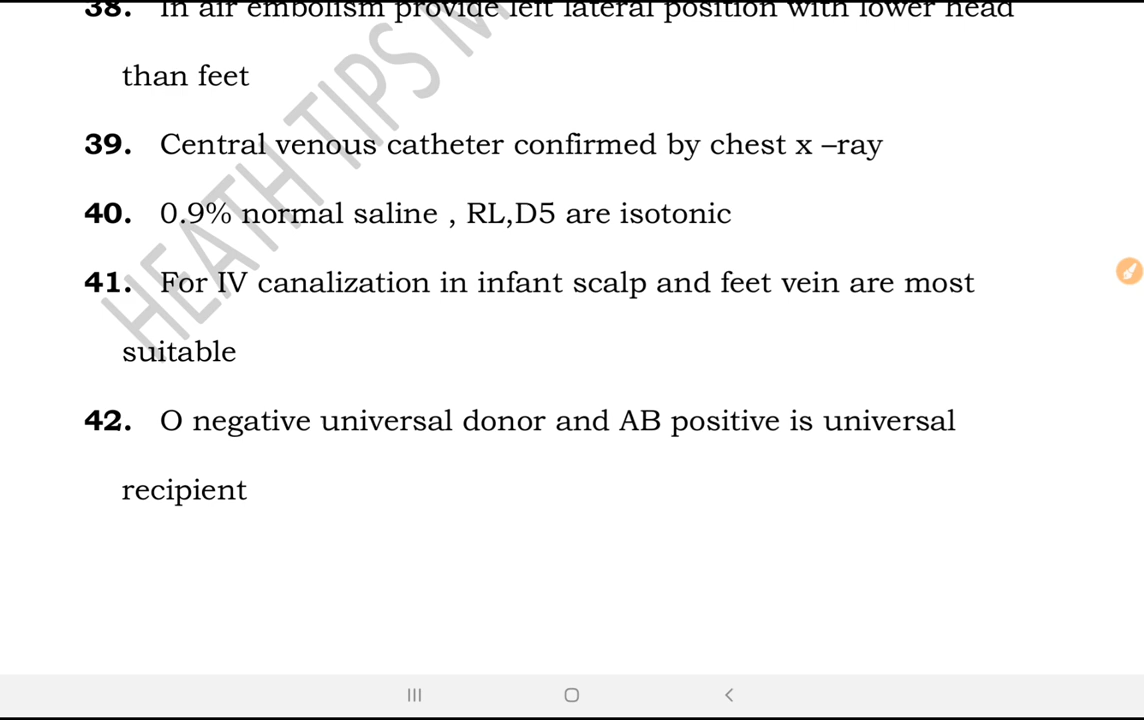 38. In air embolism provide left lateral position with lower head
than feet
39. Central venous catheter confirmed by chest x –ray
40. 0.9% normal saline , RL,D5 are isotonic
41. For IV canalization in infant scalp and feet vein are most
suitable
42. O negative universal donor and AB positive is universal
recipient
HEATH TIPS M